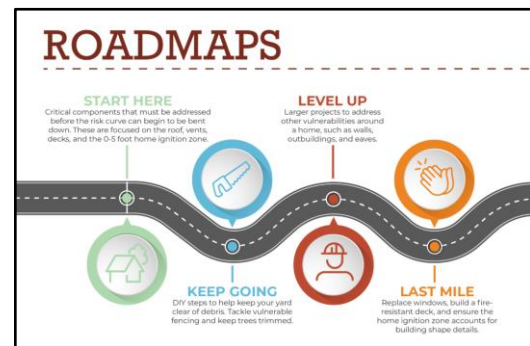 ROADMAPS
START HERE
Critical components that must be addressed
before the risk curve can begin to be bent
down. These are focused on the roof, vents,
decks, and the 0-5 foot home ignition zone.
KEEP GOING
DIY steps to help keep your yard
clear of debris. Tackle vulnerable
fencing and keep trees trimmed.
LEVEL UP
Larger projects to address
other vulnerabilities around
a home, such as walls,
outbuildings, and eaves.
LAST MILE
Replace windows, build a fire-
resistant deck, and ensure the
home ignition zone accounts for
building shape details.